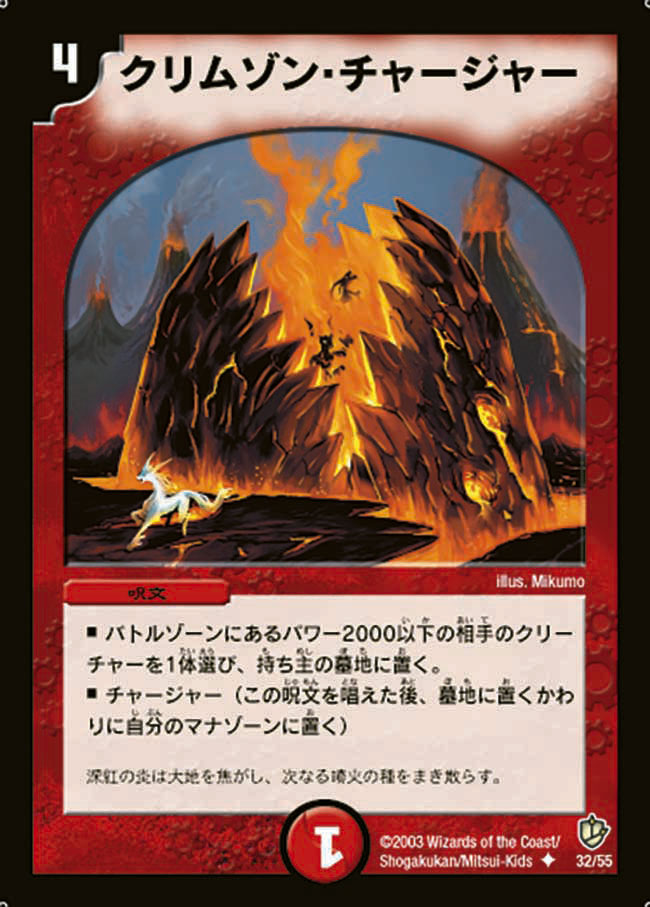 4
クリムゾン・チャージャー
illus. Mikumo
呪文
■ バトルゾーンにあるパワー2000以下の相手のクリー
チャーを1体選び、持ち主の墓地に置く。
■ チャージャー（この呪文を唱えた後、墓地に置くかわ
りに自分のマナゾーンに置く）
深紅の炎は大地を焦がし、次なる噴火の種をまき散らす。
1
©2003 Wizards of the Coast/
Shogakukan/Mitsui-Kids
32/55